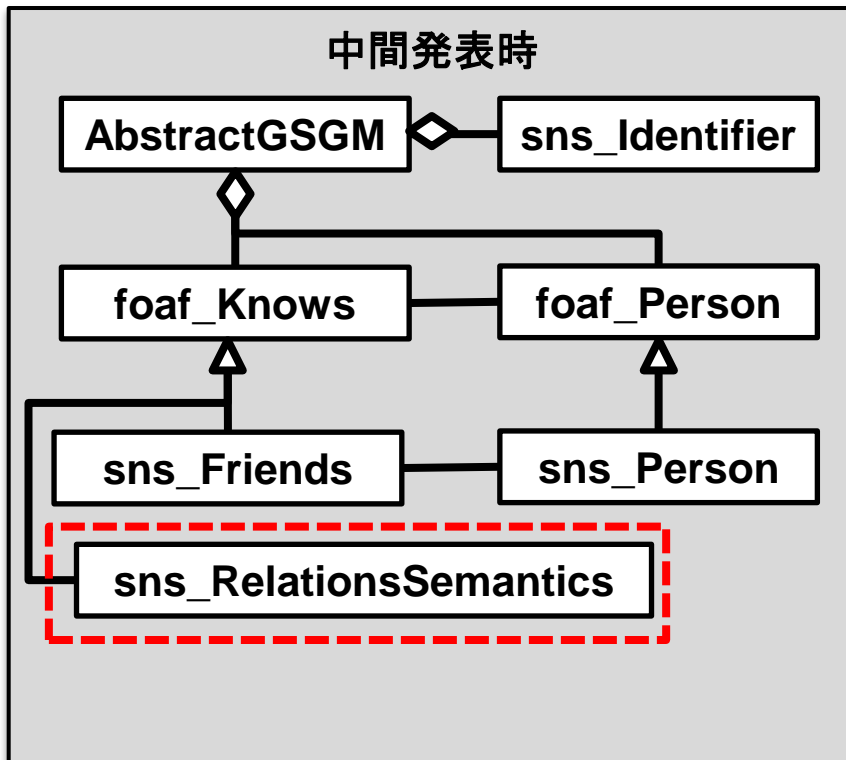 中間発表時
AbstractGSGM
sns_Identifier
foaf_Knows
foaf_Person
sns_Friends
sns_Person
sns_RelationsSemantics